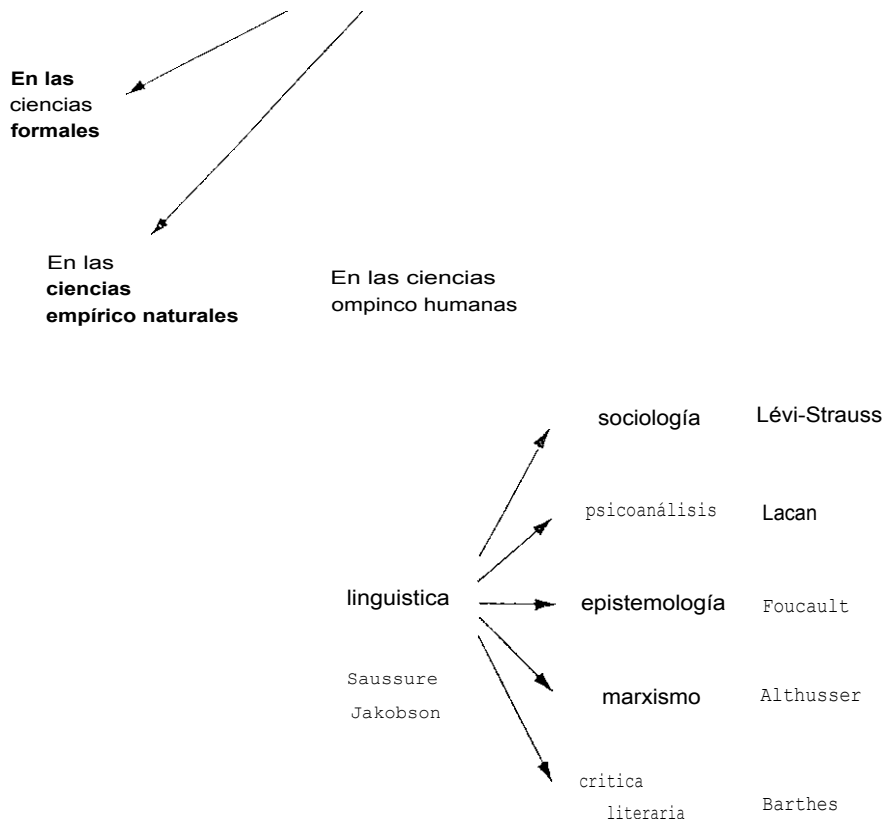 En las
ciencias
formales
En las
ciencias
empírico naturales
En las ciencias
ompinco humanas
sociología Lévi-Strauss
psicoanálisis Lacan
linguistica epistemología Foucault
Saussure
Jakobson
marxismo Althusser
critica
literaria Barthes